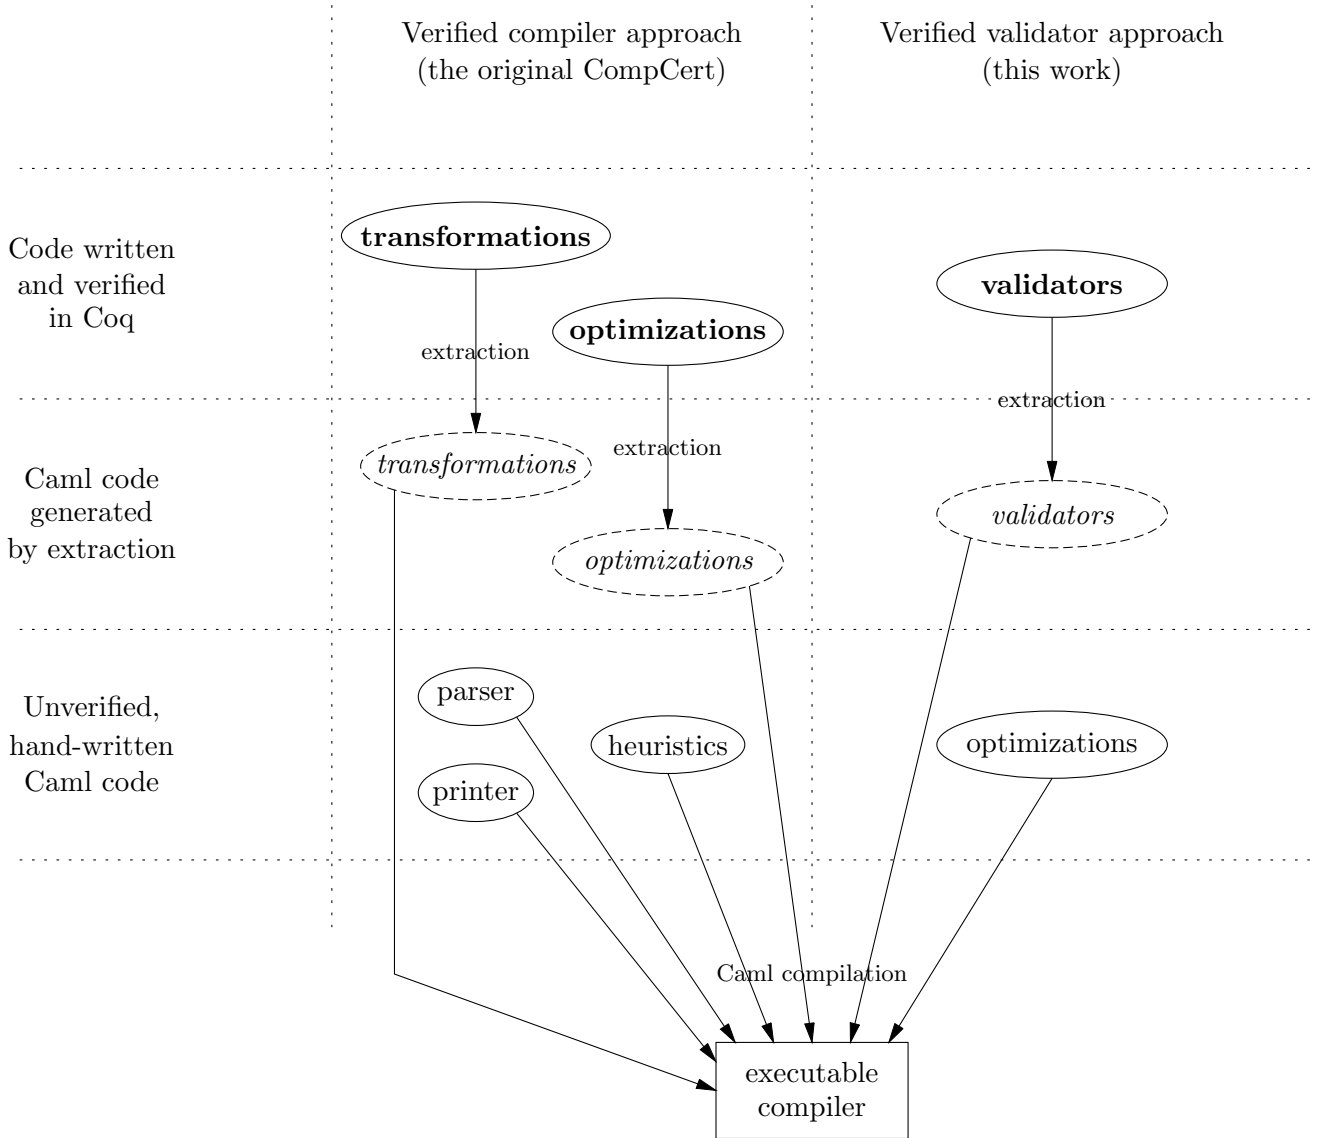 Verified compiler approach
(the original CompCert)
Verified validator approach
(this work)
Code written
and verified
in Coq
transformations
optimizations
validators
extraction
extraction
extraction
Caml code
generated
by extraction
transformations
optimizations
validators
Unverified,
hand-written
Caml code
parser
printer
heuristics
optimizations
Caml compilation
executable
compiler